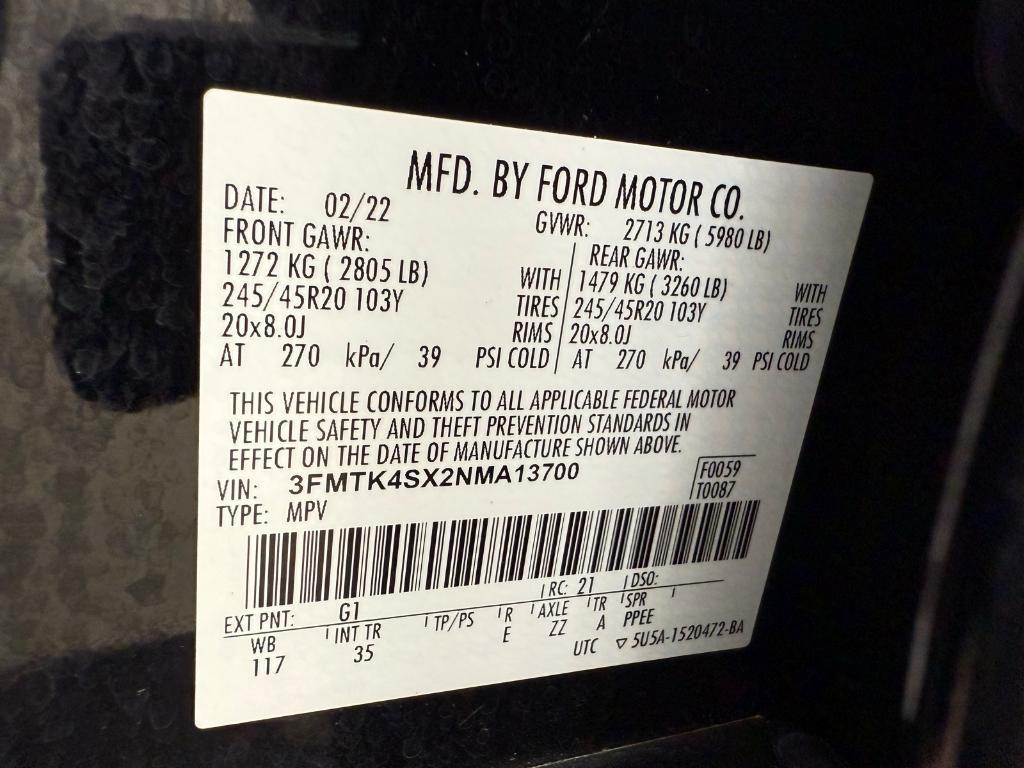 MFD. BY FORD MOTOR CO.
DATE: 02/22 GVWR: 2713 KG ( 5980 LB)
FRONT GAWR: REAR GAWR:
1272 KG ( 2805 LB) WITH 1479 KG ( 3260 LB) WITH
245/45R20 103Y TIRES 245/45R20 103Y TIRES
20x8.0J RIMS 20x8.0J RIMS
AT 270 kPa/ 39 PSI COLD AT 270 kPa/ 39 PSI COLD
THIS VEHICLE CONFORMS TO ALL APPLICABLE FEDERAL MOTOR
VEHICLE SAFETY AND THEFT PREVENTION STANDARDS IN
EFFECT ON THE DATE OF MANUFACTURE SHOWN ABOVE.
VIN: 3FMTK4SX2NMA13700 F0059
TYPE: MPV T0087
EXT PNT: G1 RC: 21 DSO:
WB INT TR TP/PS R AXLE TR SPR
117 35 E ZZ A PPEE
UTC ▽ 5U5A-1520472-BA